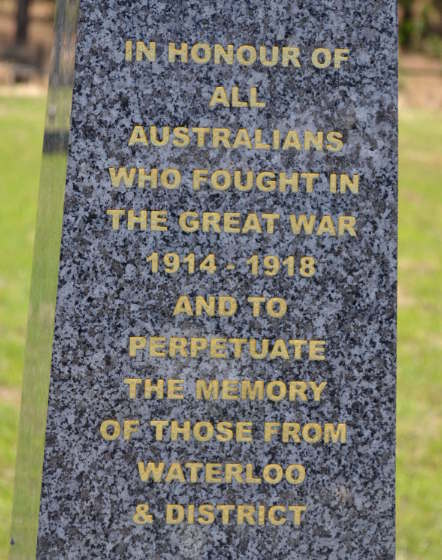 IN HONOUR OF
ALL
AUSTRALIANS
WHO FOUGHT IN
THE GREAT WAR
1914 - 1918
AND TO
PERPETUATE
THE MEMORY
OF THOSE FROM
WATERLOO
& DISTRICT